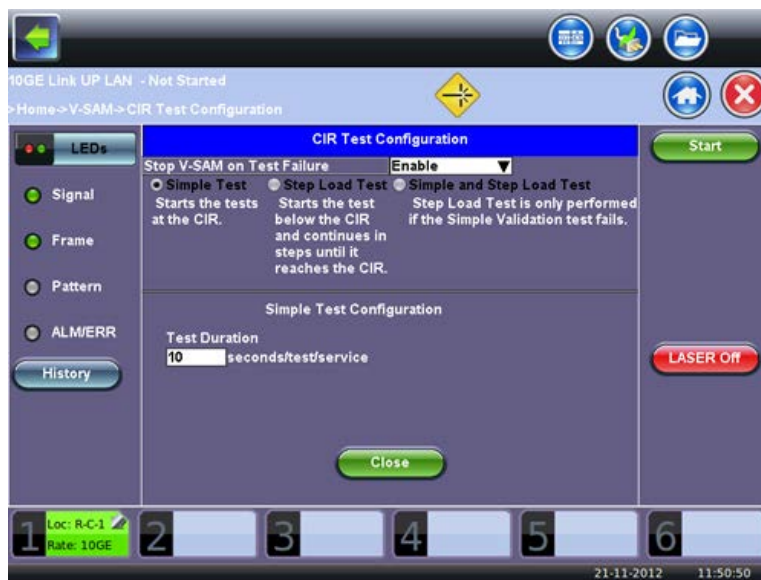 10GE Link UP LAN - Not Started
>Home->V-SAM->CIR Test Configuration
LEDs
Signal
Frame
Pattern
ALM/ERR
History
CIR Test Configuration
Stop V-SAM on Test Failure Enable
Simple Test
Starts the tests
at the CIR.
Step Load Test
Starts the test
below the CIR
and continues in
steps until it
reaches the CIR.
Simple and Step Load Test
Step Load Test is only performed
if the Simple Validation test fails.
Simple Test Configuration
Test Duration
10 seconds/test/service
Close
Start
LASER Off
1 Loc: R-C-1
Rate: 10GE
2
3
4
5
6
21-11-2012 11:50:50